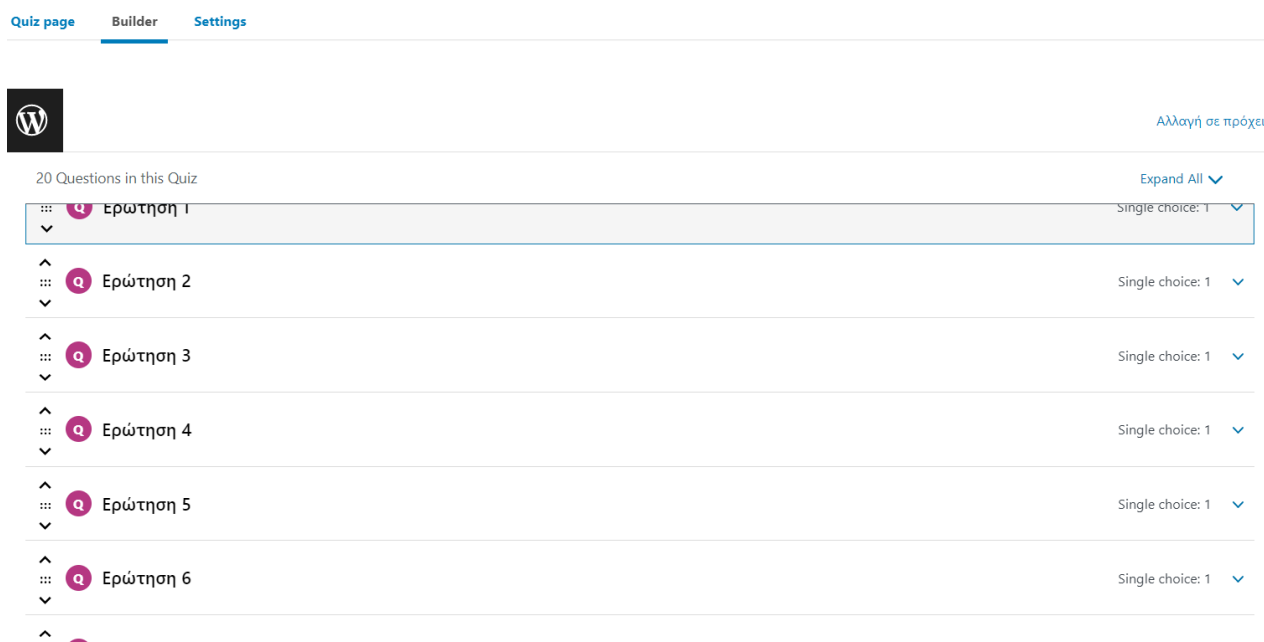 Quiz page Builder Settings
Αλλαγή σε
20 Questions in this Quiz Expand All
Q Ερώτηση 1 Single choice: 1
Q Ερώτηση 2 Single choice: 1
Q Ερώτηση 3 Single choice: 1
Q Ερώτηση 4 Single choice: 1
Q Ερώτηση 5 Single choice: 1
Q Ερώτηση 6 Single choice: 1